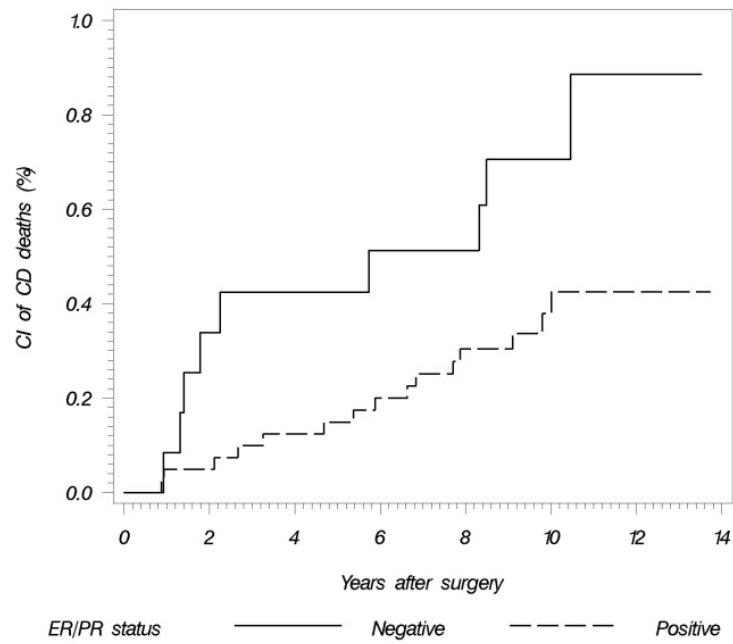 1.0
0.8
0.6
0.4
0.2
0.0
CI of CD deaths (%)
0 2 4 6 8 10 12 14
Years after surgery
ER/PR status Negative Positive